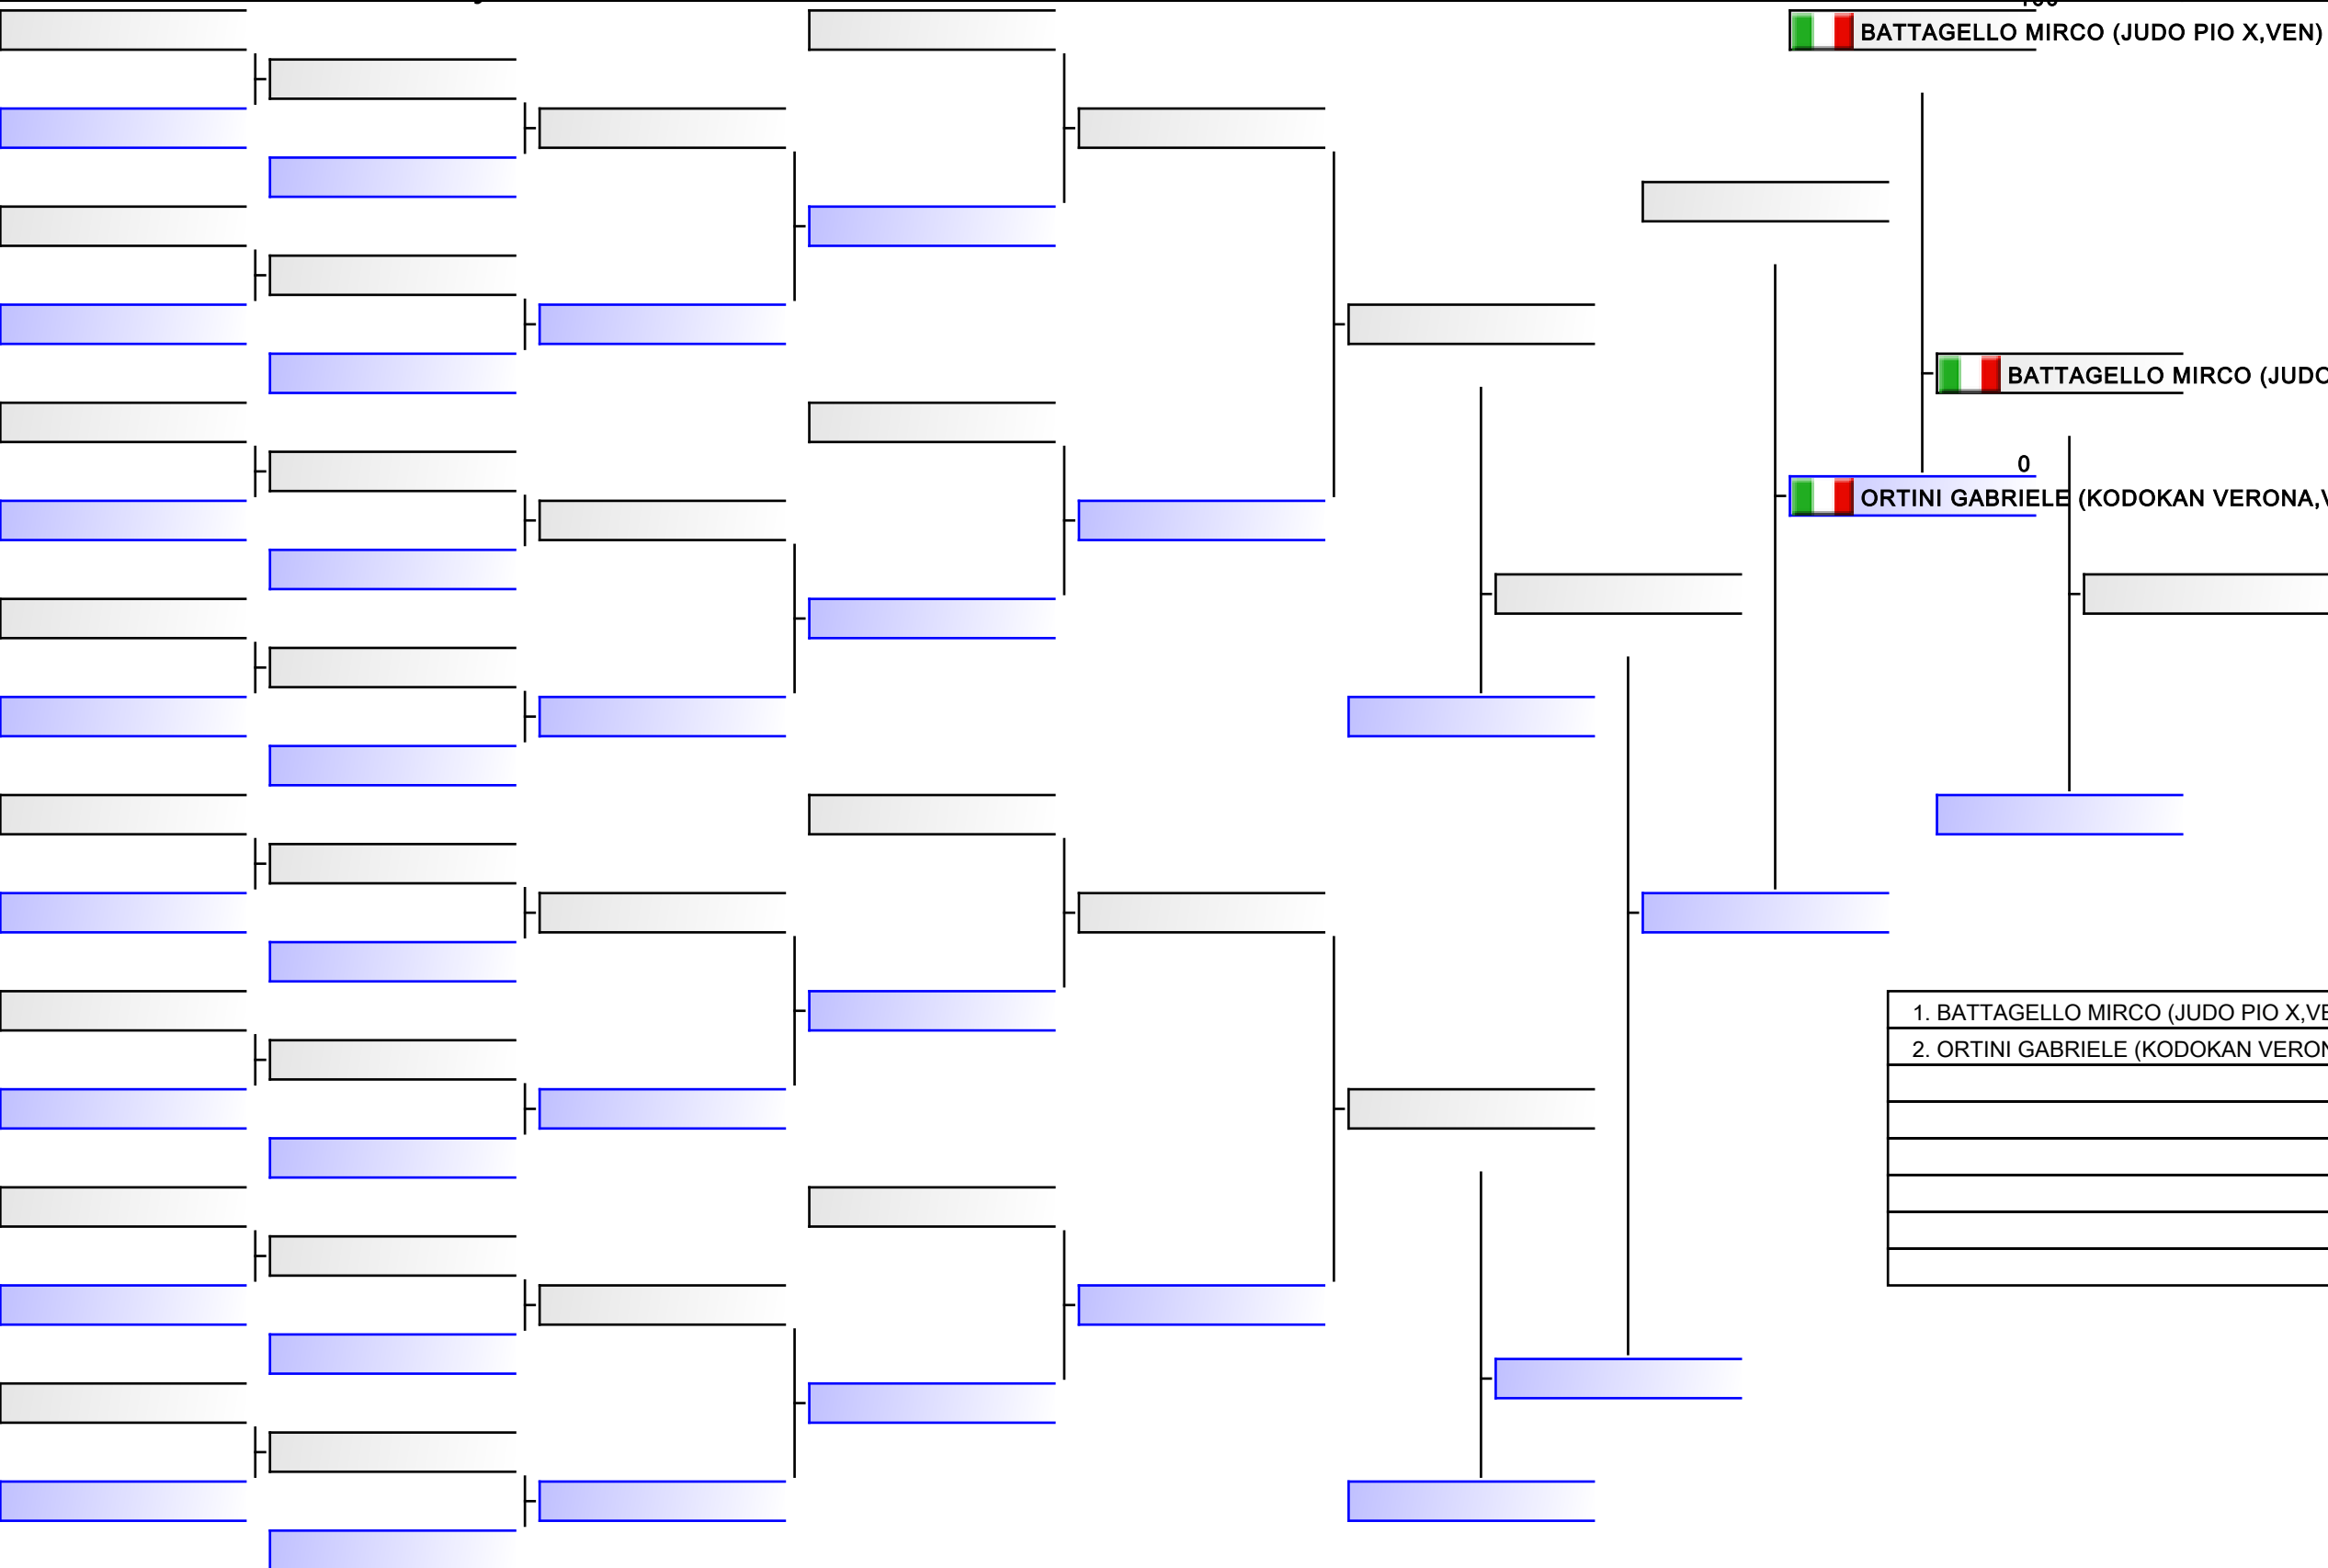 BATTAGELLO MIRCO (JUDO PIO X,VEN)
BATTAGELLO MIRCO (JUDO
0
ORTINI GABRIELE (KODOKAN VERONA,V
1. BATTAGELLO MIRCO (JUDO PIO X,VE
2. ORTINI GABRIELE (KODOKAN VERON